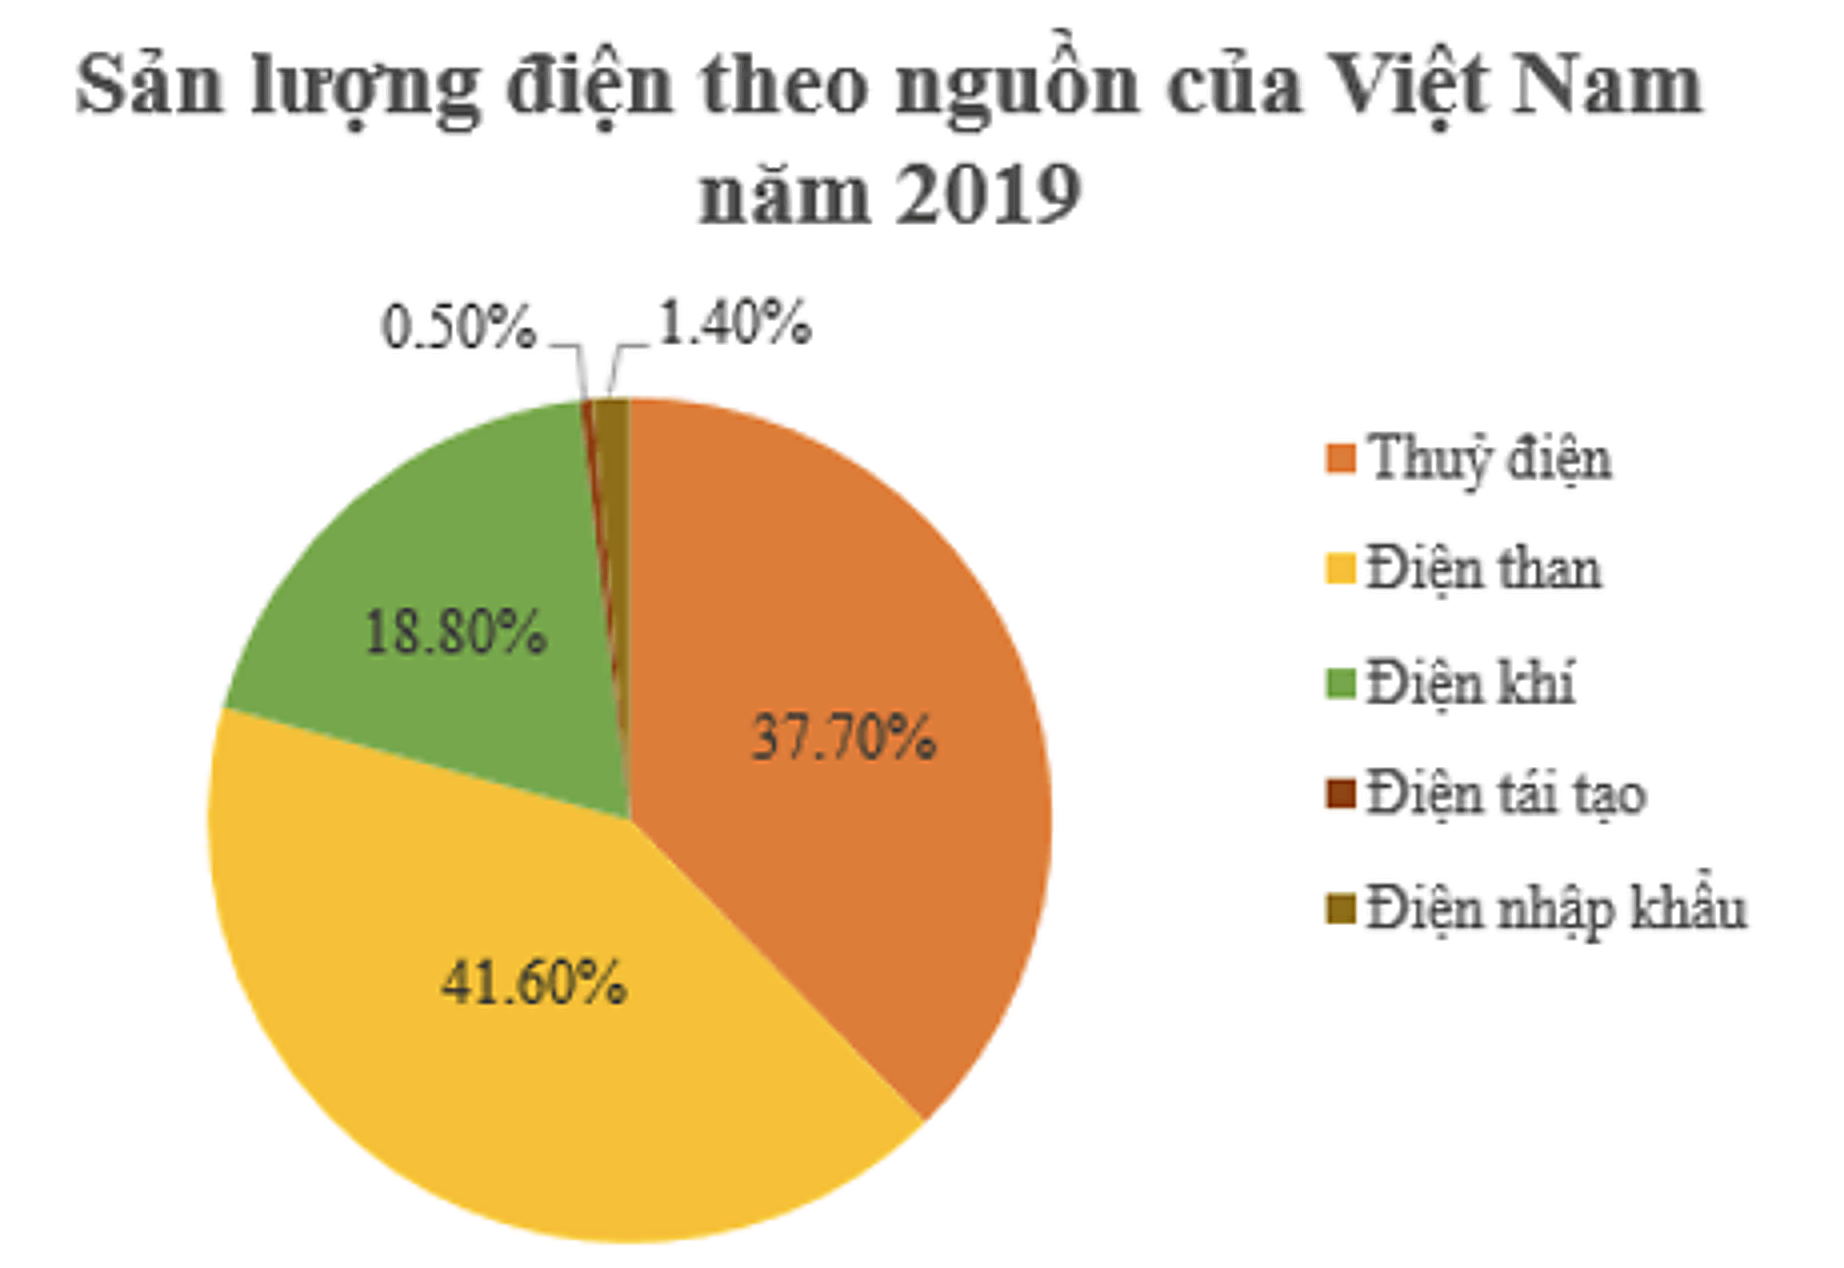 Sản lượng điện theo nguồn của Việt Nam
năm 2019
0.50%
1.40%
18.80%
37.70%
41.60%
Thuỷ điện
Điện than
Điện khí
Điện tái tạo
Điện nhập khẩu